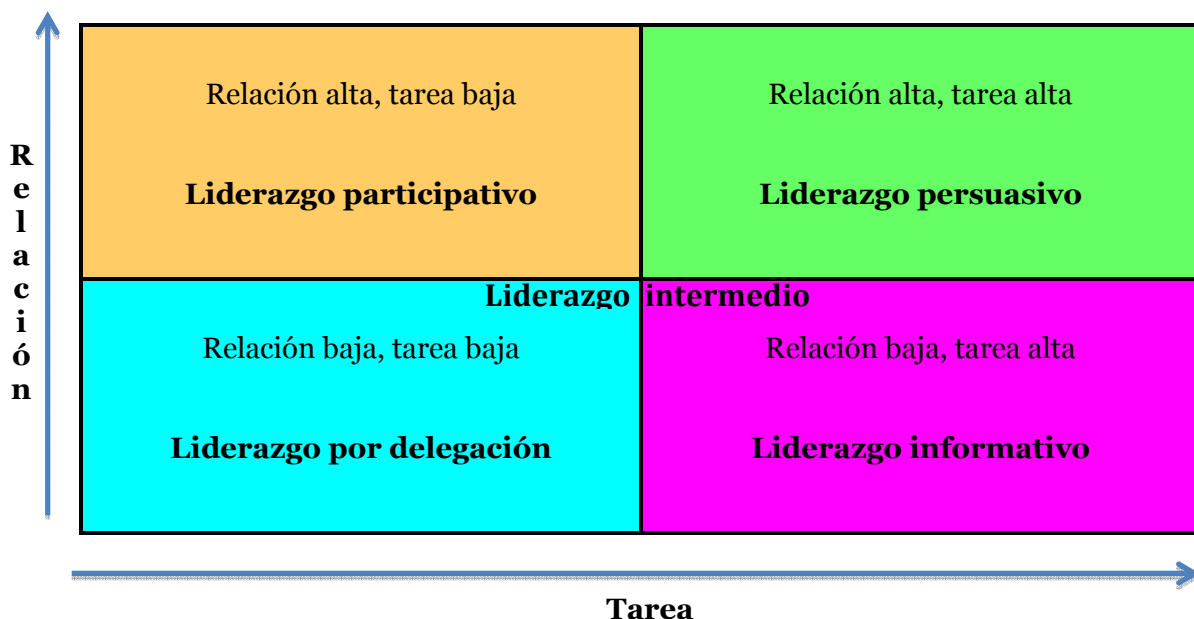 Relación
Relación alta, tarea baja
Relación alta, tarea alta
Liderazgo participativo
Liderazgo persuasivo
Liderazgo intermedio
Relación baja, tarea baja
Relación baja, tarea alta
Liderazgo por delegación
Liderazgo informativo
Tarea